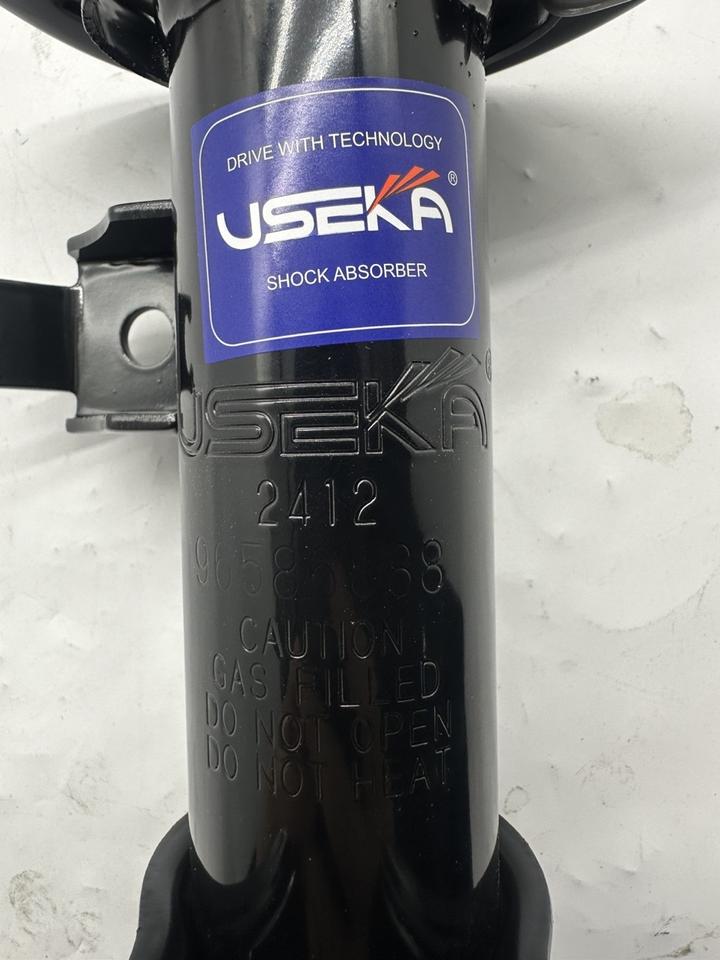 DRIVE WITH TECHNOLOGY
USEKA®
SHOCK ABSORBER
USEKA®
2412
CAUTION!
GAS FILLED
DO NOT OPEN
DO NOT HEAT